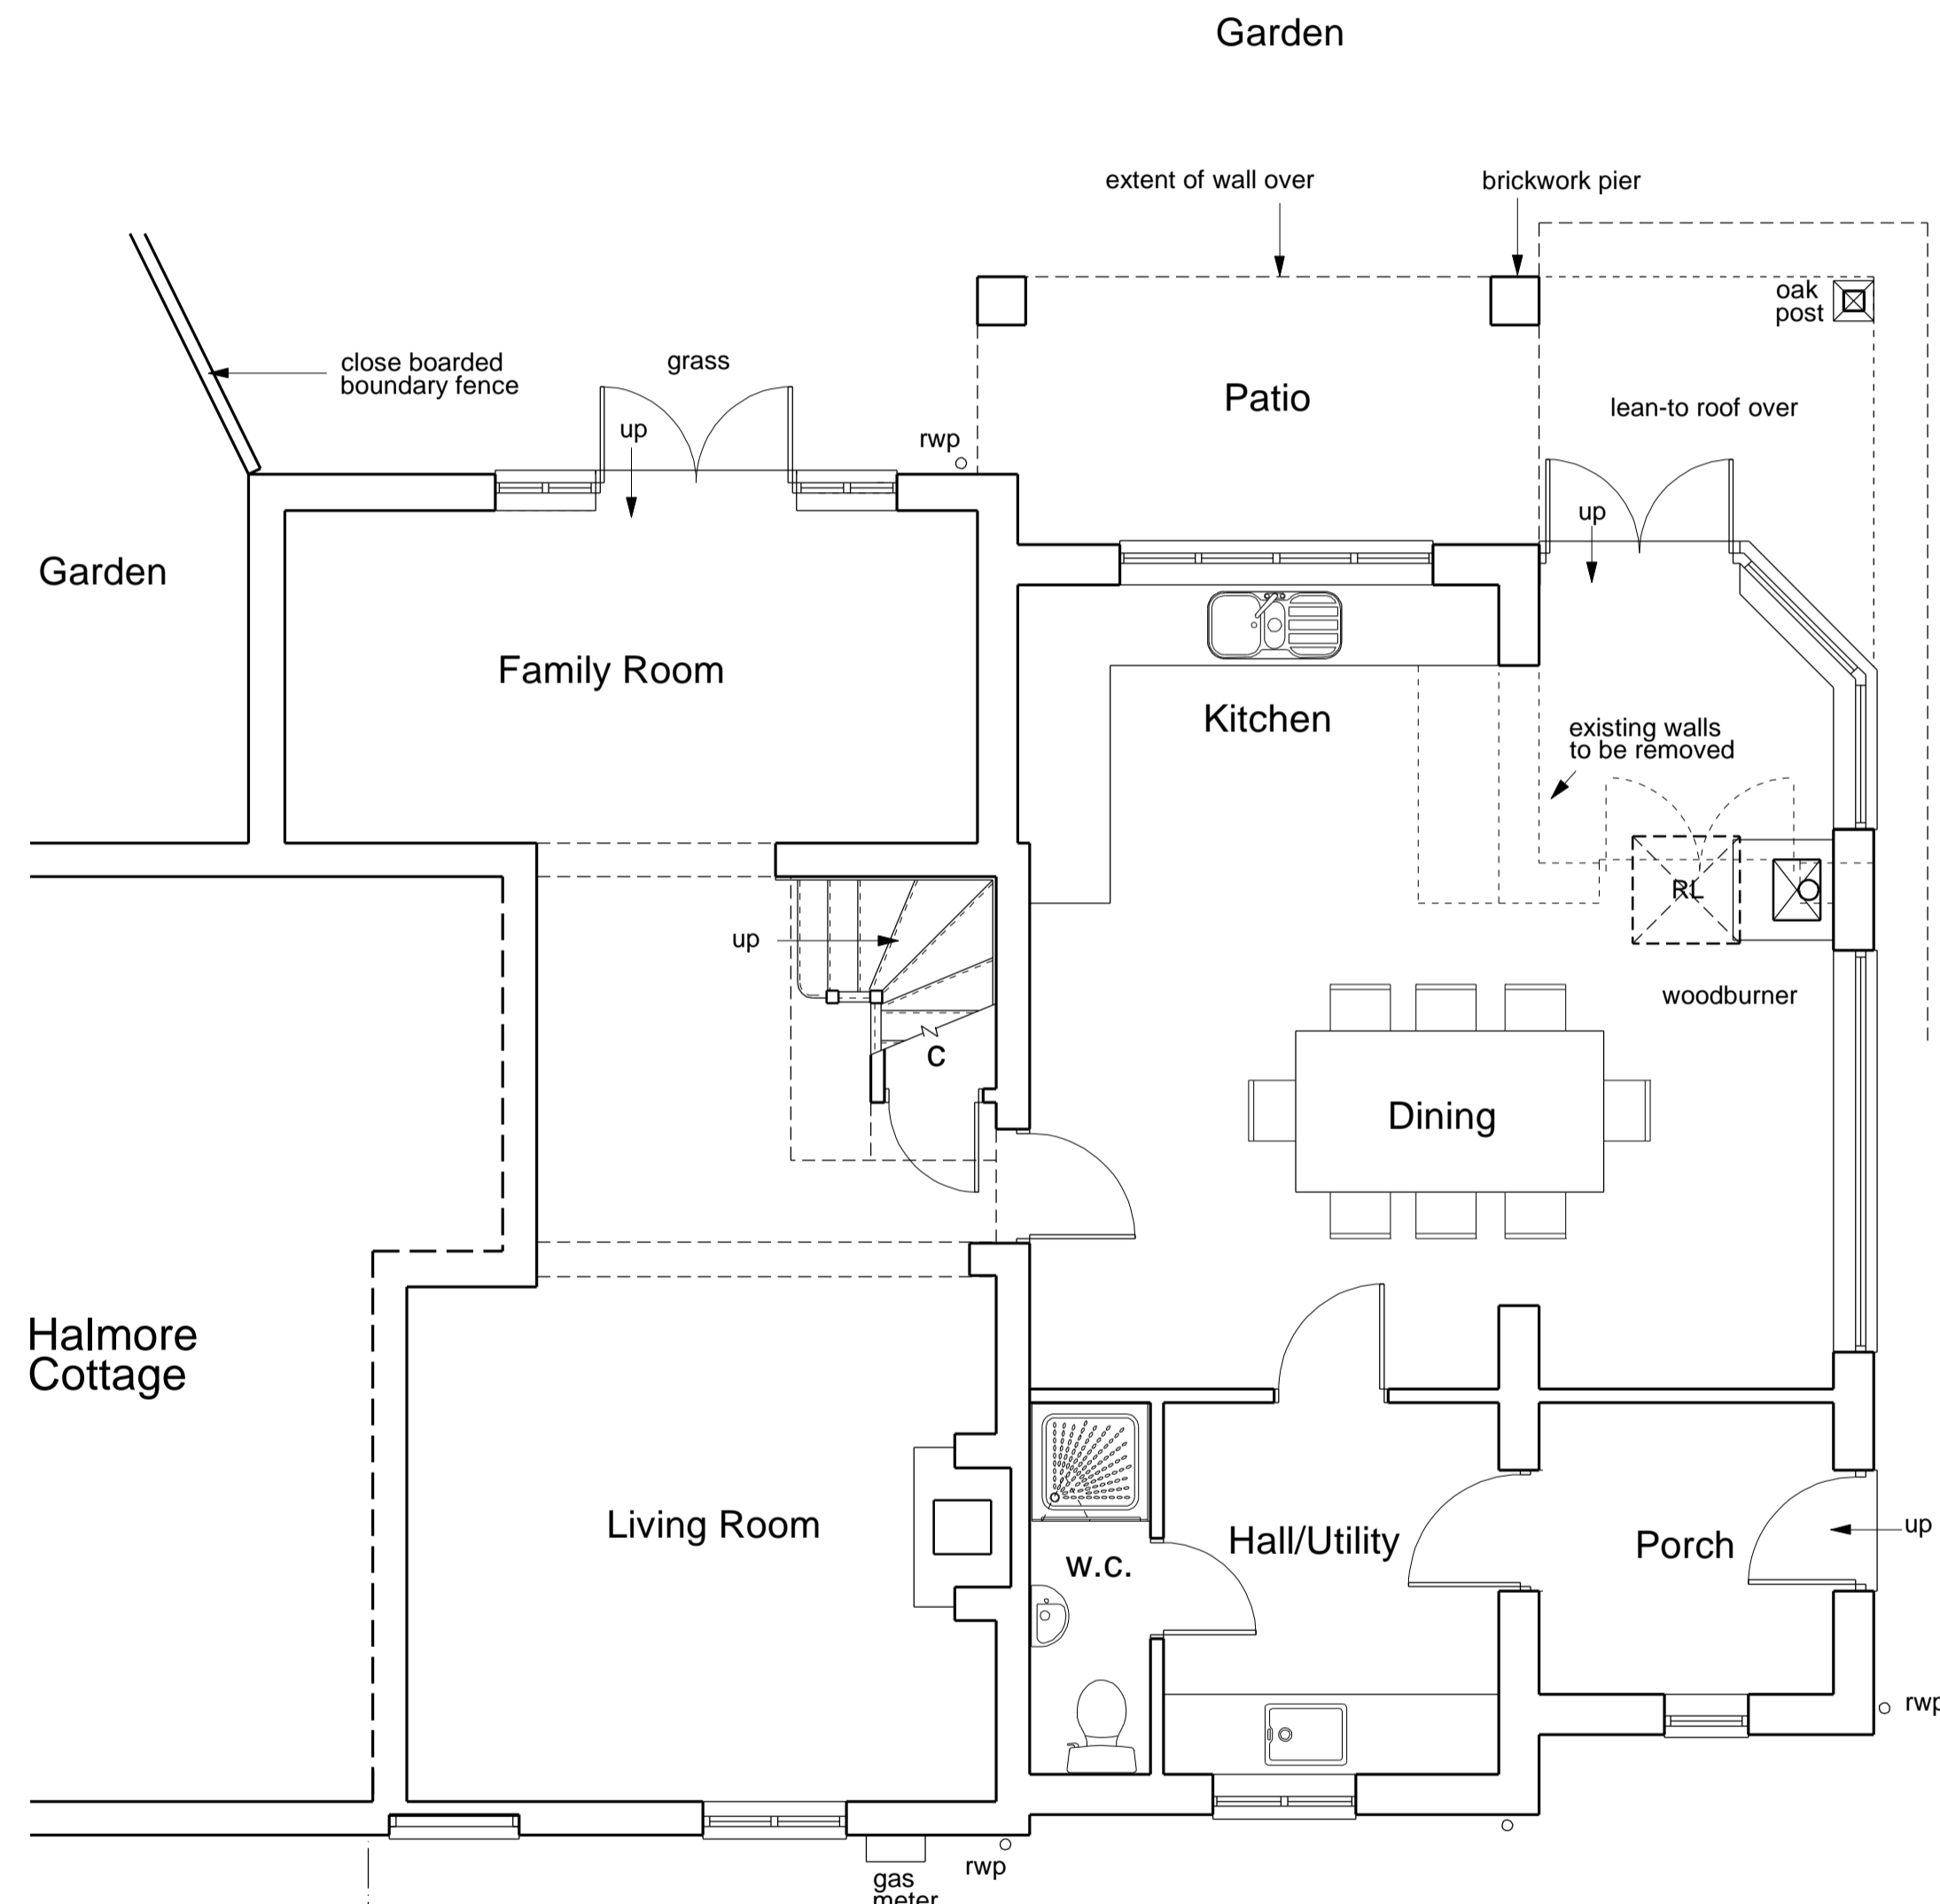 Garden
extent of wall over
brickwork pier
oak
post
close boarded
boundary fence
grass
Patio
lean-to roof over
up
rwp
up
Garden
Family Room
Kitchen
existing walls
to be removed
RL
up
woodburner
c
Dining
Halmore
Cottage
Living Room
w.c.
Hall/Utility
Porch
up
rwp
rwp
gas
meter